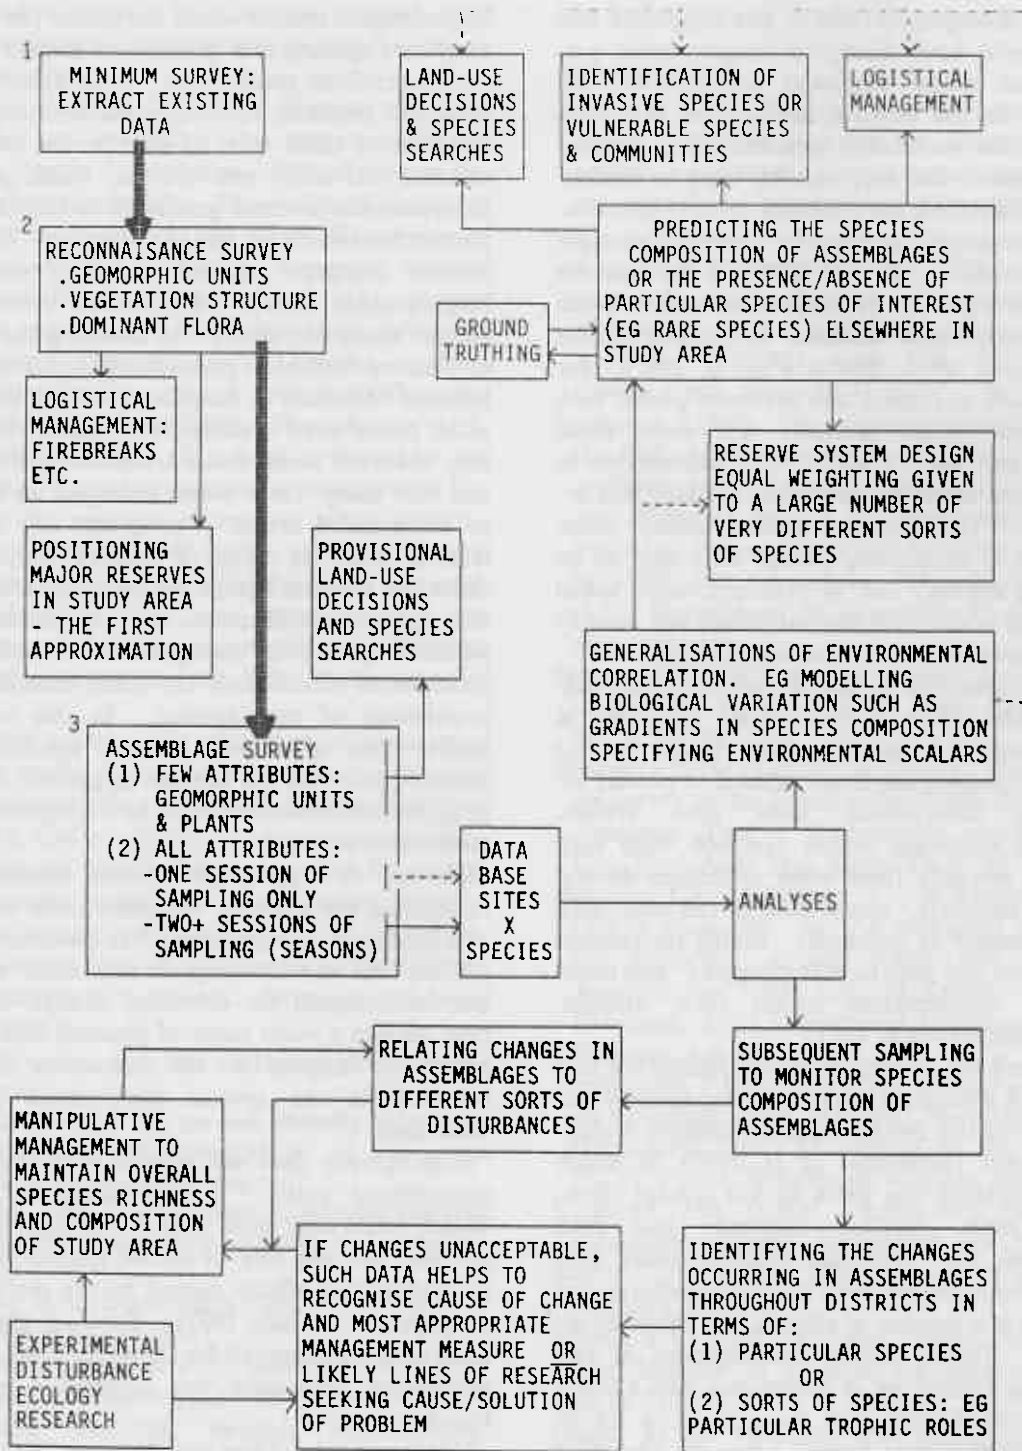 1
MINIMUM SURVEY:
EXTRACT EXISTING
DATA
LAND-USE
DECISIONS
& SPECIES
SEARCHES
IDENTIFICATION OF
INVASIVE SPECIES OR
VULNERABLE SPECIES
& COMMUNITIES
LOGISTICAL
MANAGEMENT
2
RECONNAISANCE SURVEY
.GEOMORPHIC UNITS
.VEGETATION STRUCTURE
.DOMINANT FLORA
PREDICTING THE SPECIES
COMPOSITION OF ASSEMBLAGES
OR THE PRESENCE/ABSENCE OF
PARTICULAR SPECIES OF INTEREST
(EG RARE SPECIES) ELSEWHERE IN
STUDY AREA
GROUND
TRUTHING
LOGISTICAL
MANAGEMENT:
FIREBREAKS
ETC.
RESERVE SYSTEM DESIGN
EQUAL WEIGHTING GIVEN
TO A LARGE NUMBER OF
VERY DIFFERENT SORTS
OF SPECIES
POSITIONING
MAJOR RESERVES
IN STUDY AREA
- THE FIRST
APPROXIMATION
PROVISIONAL
LAND-USE
DECISIONS
AND SPECIES
SEARCHES
GENERALISATIONS OF ENVIRONMENTAL
CORRELATION. EG MODELLING
BIOLOGICAL VARIATION SUCH AS
GRADIENTS IN SPECIES COMPOSITION
SPECIFYING ENVIRONMENTAL SCALARS
3
ASSEMBLAGE SURVEY
(1) FEW ATTRIBUTES:
GEOMORPHIC UNITS
& PLANTS
(2) ALL ATTRIBUTES:
-ONE SESSION OF
SAMPLING ONLY
-TWO+ SESSIONS OF
SAMPLING (SEASONS)
DATA
BASE
SITES
X
SPECIES
ANALYSES
RELATING CHANGES IN
ASSEMBLAGES TO
DIFFERENT SORTS OF
DISTURBANCES
SUBSEQUENT SAMPLING
TO MONITOR SPECIES
COMPOSITION OF
ASSEMBLAGES
MANIPULATIVE
MANAGEMENT TO
MAINTAIN OVERALL
SPECIES RICHNESS
AND COMPOSITION
OF STUDY AREA
IF CHANGES UNACCEPTABLE,
SUCH DATA HELPS TO
RECOGNISE CAUSE OF CHANGE
AND MOST APPROPRIATE
MANAGEMENT MEASURE OR
LIKELY LINES OF RESEARCH
SEEKING CAUSE/SOLUTION
OF PROBLEM
IDENTIFYING THE CHANGES
OCCURRING IN ASSEMBLAGES
THROUGHOUT DISTRICTS IN
TERMS OF:
(1) PARTICULAR SPECIES
OR
(2) SORTS OF SPECIES: EG
PARTICULAR TROPHIC ROLES
EXPERIMENTAL
DISTURBANCE
ECOLOGY
RESEARCH